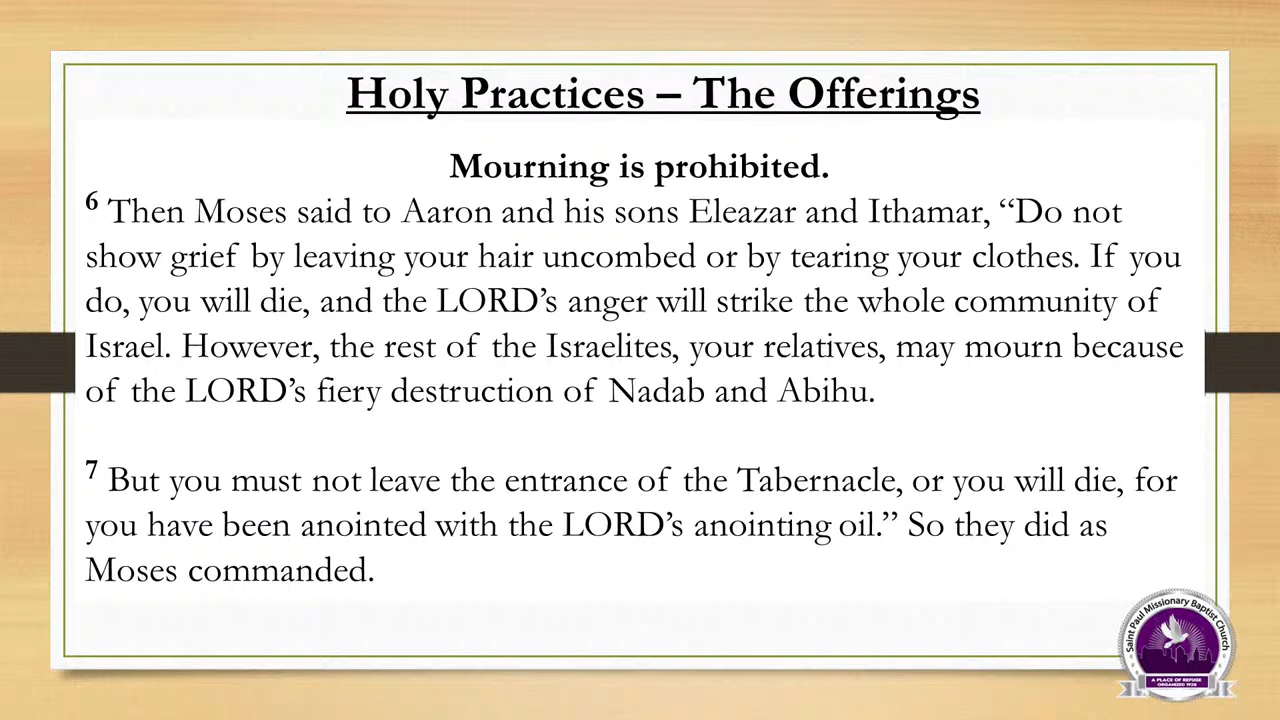 Holy Practices – The Offerings
Mourning is prohibited.
6 Then Moses said to Aaron and his sons Eleazar and Ithamar, “Do not
show grief by leaving your hair uncombed or by tearing your clothes. If you
do, you will die, and the LORD’s anger will strike the whole community of
Israel. However, the rest of the Israelites, your relatives, may mourn because
of the LORD’s fiery destruction of Nadab and Abihu.
7 But you must not leave the entrance of the Tabernacle, or you will die, for
you have been anointed with the LORD’s anointing oil.” So they did as
Moses commanded.
Saint Paul Missionary Baptist Church
A PLACE OF REFUGE
ORGANIZED 1938